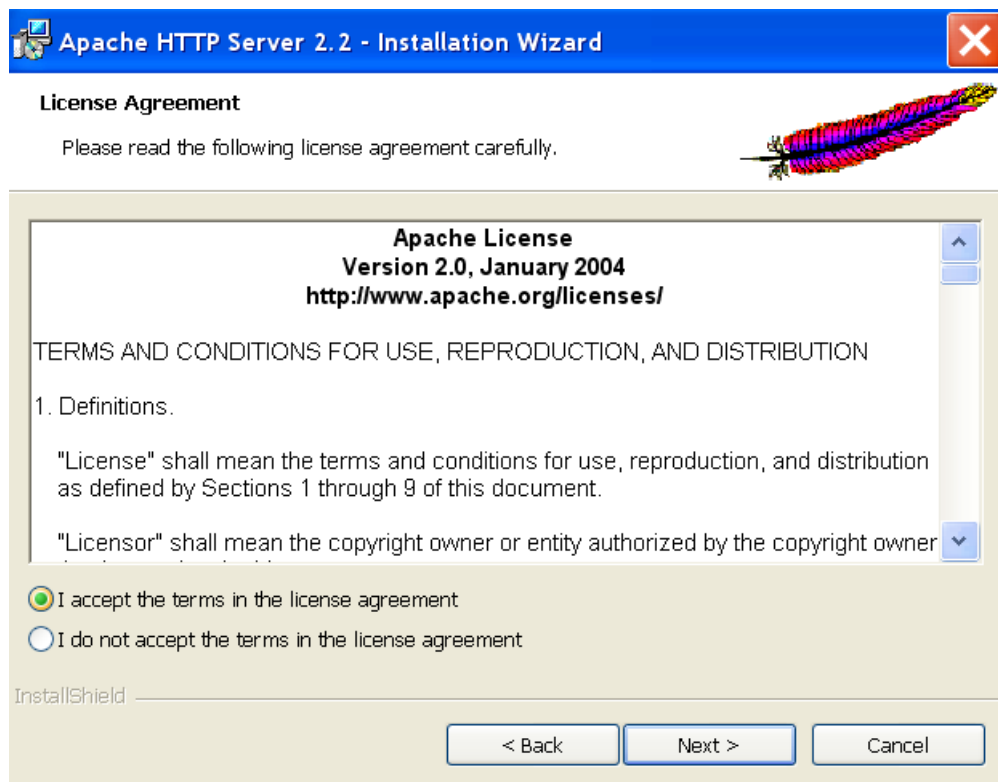 Apache HTTP Server 2.2 - Installation Wizard
License Agreement
Please read the following license agreement carefully.
Apache License
Version 2.0, January 2004
http://www.apache.org/licenses/
TERMS AND CONDITIONS FOR USE, REPRODUCTION, AND DISTRIBUTION
1. Definitions.
"License" shall mean the terms and conditions for use, reproduction, and distribution
as defined by Sections 1 through 9 of this document.
"Licensor" shall mean the copyright owner or entity authorized by the copyright owner
I accept the terms in the license agreement
I do not accept the terms in the license agreement
InstallShield
< Back
Next >
Cancel